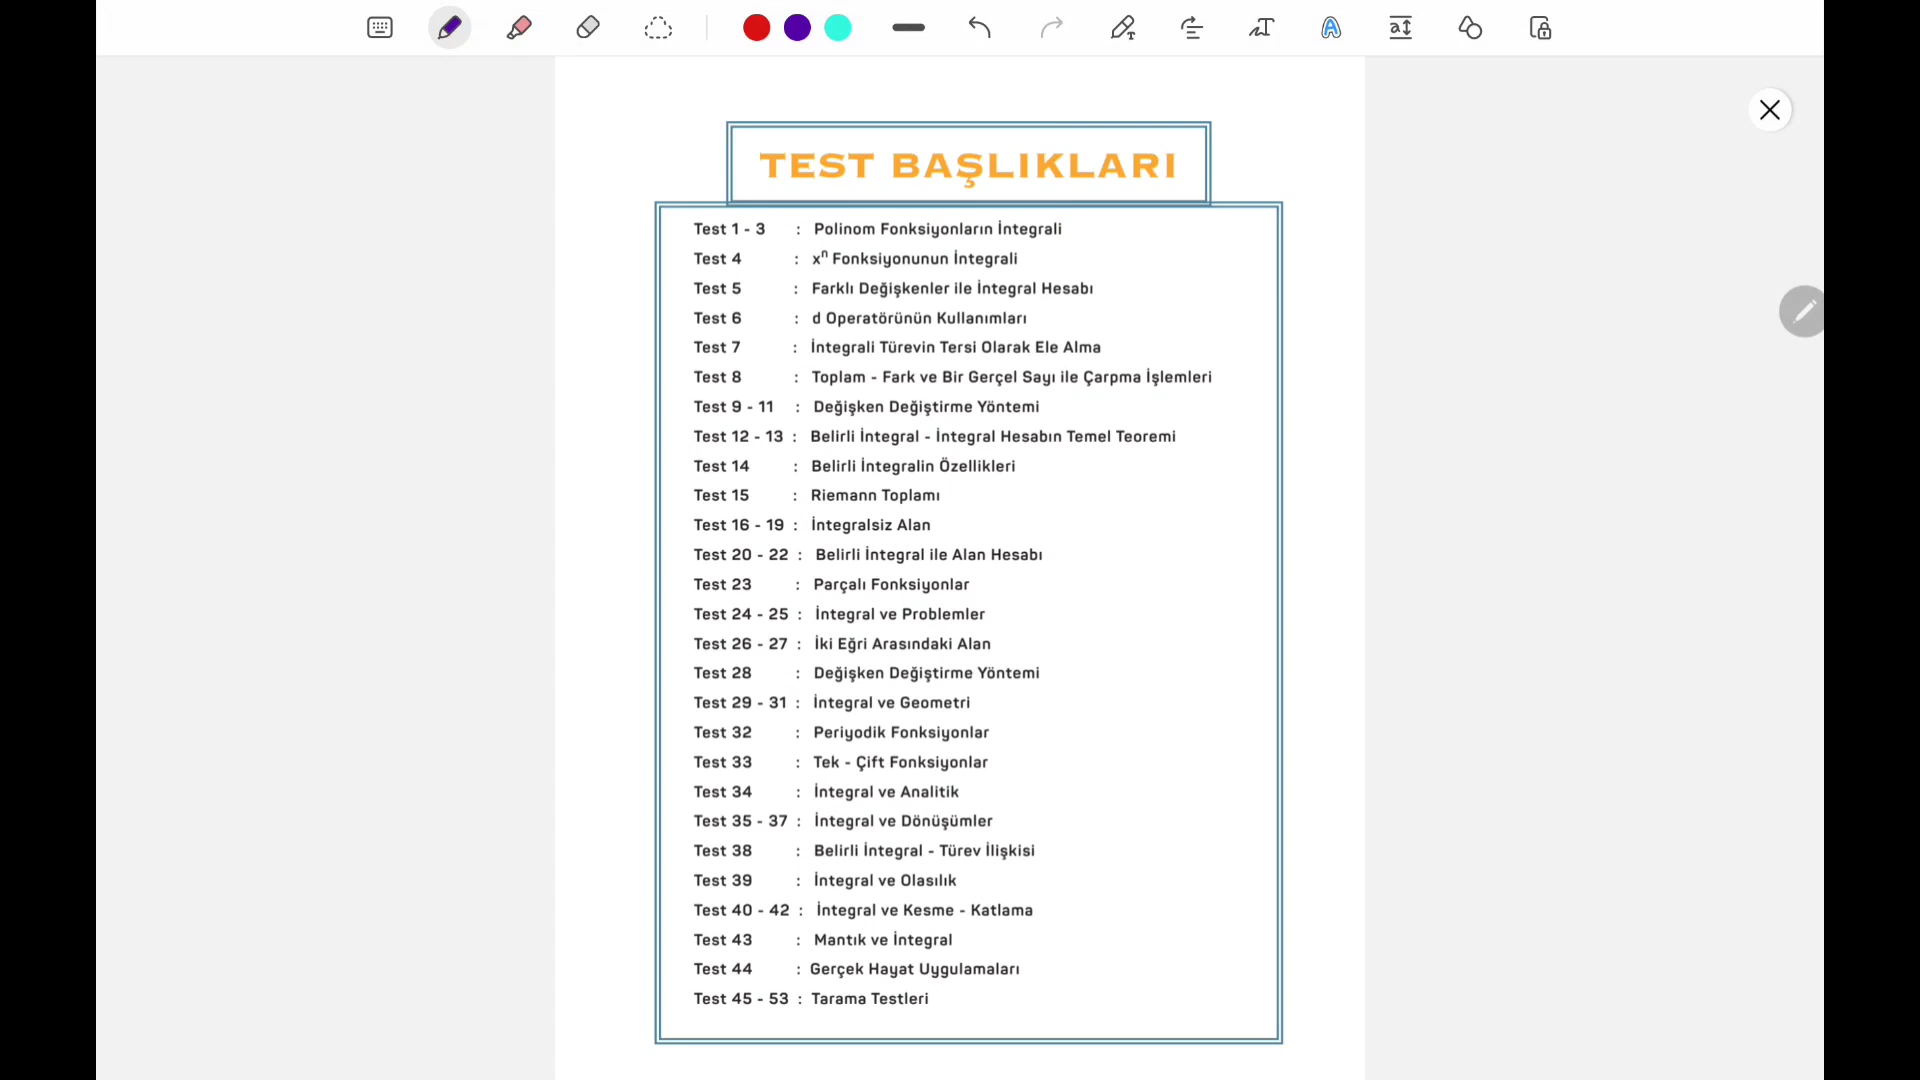 TEST BAŞLIKLARI
Test 1 - 3 : Polinom Fonksiyonların İntegrali
Test 4 : xⁿ Fonksiyonunun İntegrali
Test 5 : Farklı Değişkenler ile İntegral Hesabı
Test 6 : d Operatörünün Kullanımları
Test 7 : İntegrali Türevin Tersi Olarak Ele Alma
Test 8 : Toplam - Fark ve Bir Gerçel Sayı ile Çarpma İşlemleri
Test 9 - 11 : Değişken Değiştirme Yöntemi
Test 12 - 13 : Belirli İntegral - İntegral Hesabın Temel Teoremi
Test 14 : Belirli İntegralin Özellikleri
Test 15 : Riemann Toplamı
Test 16 - 19 : İntegralsiz Alan
Test 20 - 22 : Belirli İntegral ile Alan Hesabı
Test 23 : Parçalı Fonksiyonlar
Test 24 - 25 : İntegral ve Problemler
Test 26 - 27 : İki Eğri Arasındaki Alan
Test 28 : Değişken Değiştirme Yöntemi
Test 29 - 31 : İntegral ve Geometri
Test 32 : Periyodik Fonksiyonlar
Test 33 : Tek - Çift Fonksiyonlar
Test 34 : İntegral ve Analitik
Test 35 - 37 : İntegral ve Dönüşümler
Test 38 : Belirli İntegral - Türev İlişkisi
Test 39 : İntegral ve Olasılık
Test 40 - 42 : İntegral ve Kesme - Katlama
Test 43 : Mantık ve İntegral
Test 44 : Gerçek Hayat Uygulamaları
Test 45 - 53 : Tarama Testleri